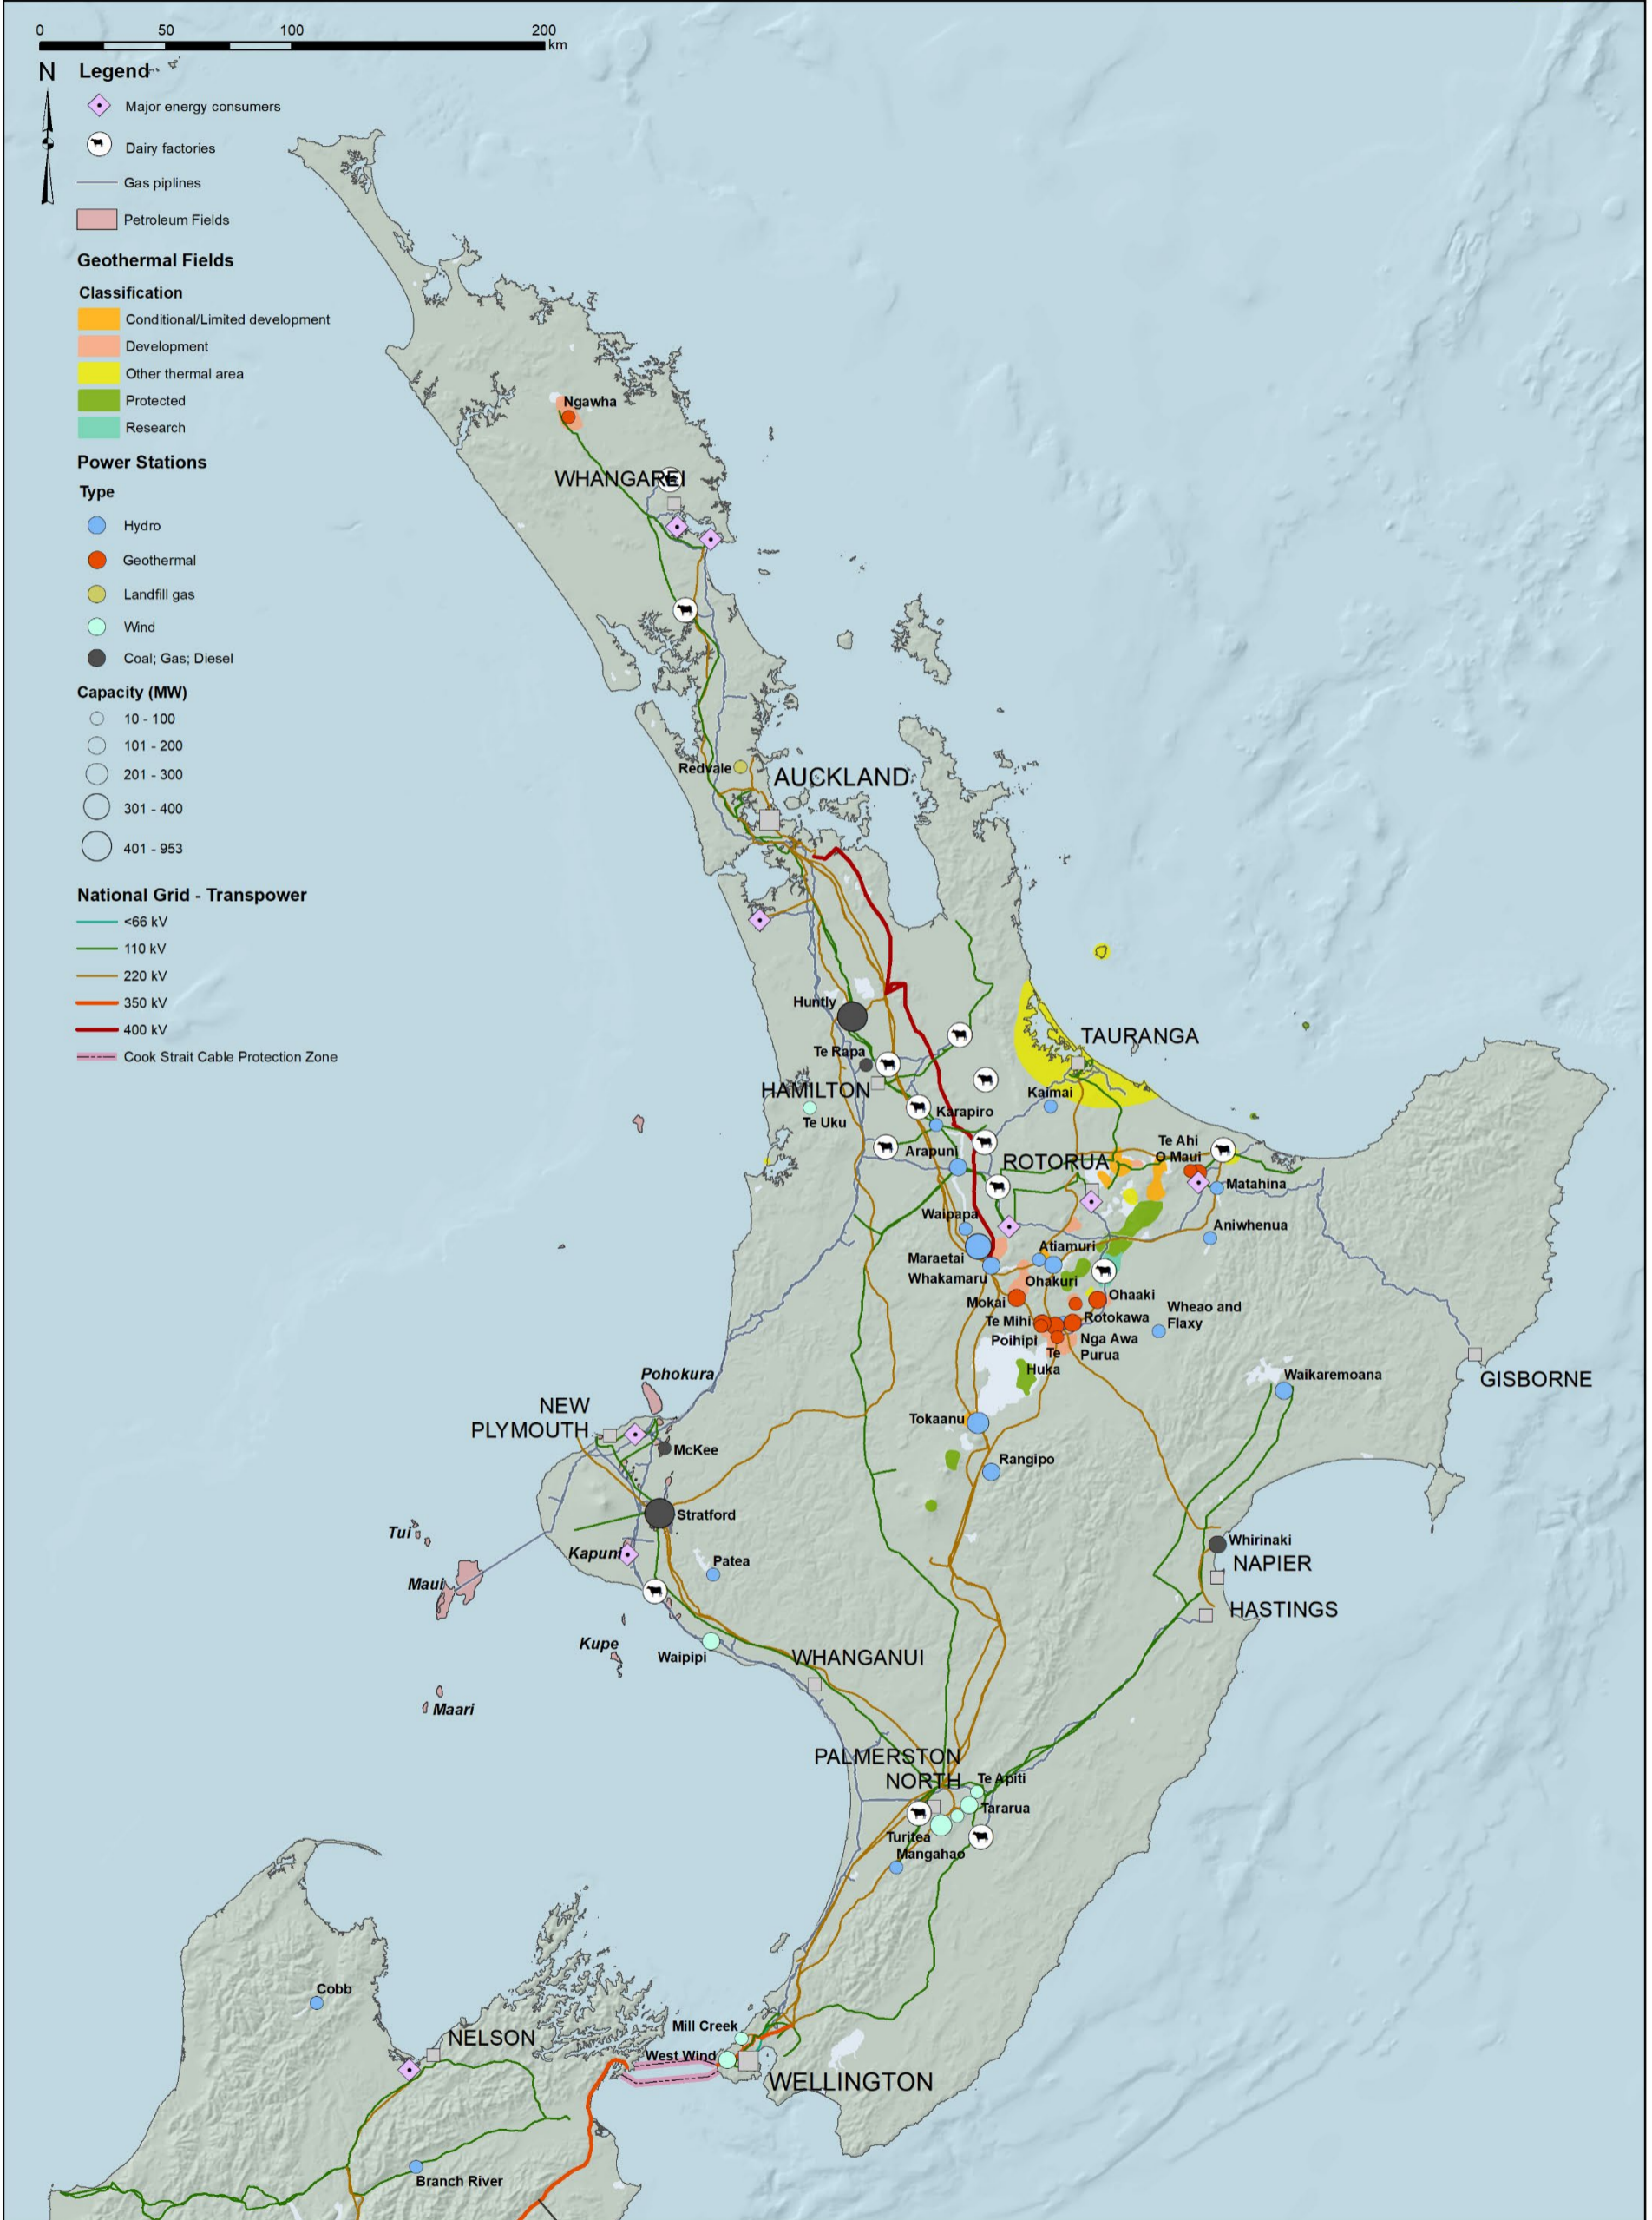 0 50 100 200
km
N
Legend
Major energy consumers
Dairy factories
Gas piplines
Petroleum Fields
Geothermal Fields
Classification
Conditional/Limited development
Development
Other thermal area
Protected
Research
Power Stations
Type
Hydro
Geothermal
Landfill gas
Wind
Coal; Gas; Diesel
Capacity (MW)
10 - 100
101 - 200
201 - 300
301 - 400
401 - 953
National Grid - Transpower
<66 kV
110 kV
220 kV
350 kV
400 kV
Cook Strait Cable Protection Zone
Ngawha
WHANGAREI
Redvale
AUCKLAND
Huntly
Te Rapa
HAMILTON
Te Uku
TAURANGA
Kaimai
Karapiro
Arapuni
ROTORUA
Te Ahi
O Maui
Matahina
Waipapa
Aniwhenua
Maraetai
Atiamuri
Whakamaru
Ohakuri
Mokai
Ohaaki
Te Mihi
Rotokawa
Wheao and
Flaxy
Poihipi
Nga Awa
Purua
Te
Huka
GISBORNE
Waikaremoana
Pohokura
NEW
PLYMOUTH
McKee
Tokaanu
Rangipo
Stratford
Tui
Kapuni
Patea
Maui
Whirinaki
NAPIER
HASTINGS
Kupe
Waipipi
WHANGANUI
Maari
PALMERSTON
NORTH
Te Apiti
Tararua
Turitea
Mangahao
Cobb
NELSON
Mill Creek
West Wind
WELLINGTON
Branch River